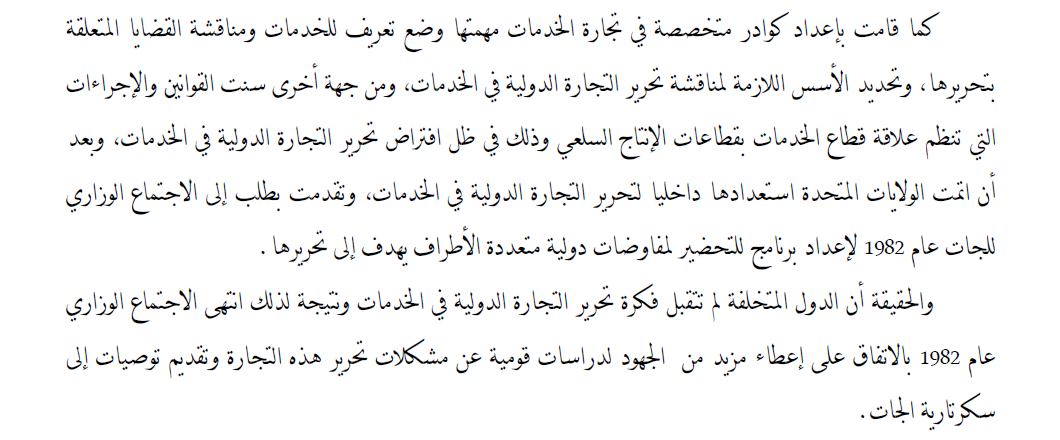 كما قامت بإعداد كوادر متخصصة في تجارة الخدمات مهمتها وضع تعريف للخدمات ومناقشة القضايا المتعلقة
بتحريرها، وتحديد الأسس اللازمة لمناقشة تحرير التجارة الدولية في الخدمات، ومن جهة أخرى سنت القوانين والإجراءات
التي تنظم علاقة قطاع الخدمات بقطاعات الإنتاج السلعي وذلك في ظل افتراض تحرير التجارة الدولية في الخدمات، وبعد
أن اتمت الولايات المتحدة استعدادها داخليا لتحرير التجارة الدولية في الخدمات، وتقدمت بطلب إلى الاجتماع الوزاري
للجات عام 1982 لإعداد برنامج للتحضير لمفاوضات دولية متعددة الأطراف يهدف إلى تحريرها .
والحقيقة أن الدول المتخلفة لم تتقبل فكرة تحرير التجارة الدولية في الخدمات ونتيجة لذلك انتهى الاجتماع الوزاري
عام 1982 بالاتفاق على إعطاء مزيد من الجهود لدراسات قومية عن مشكلات تحرير هذه التجارة وتقديم توصيات إلى
سكرتارية الجات.